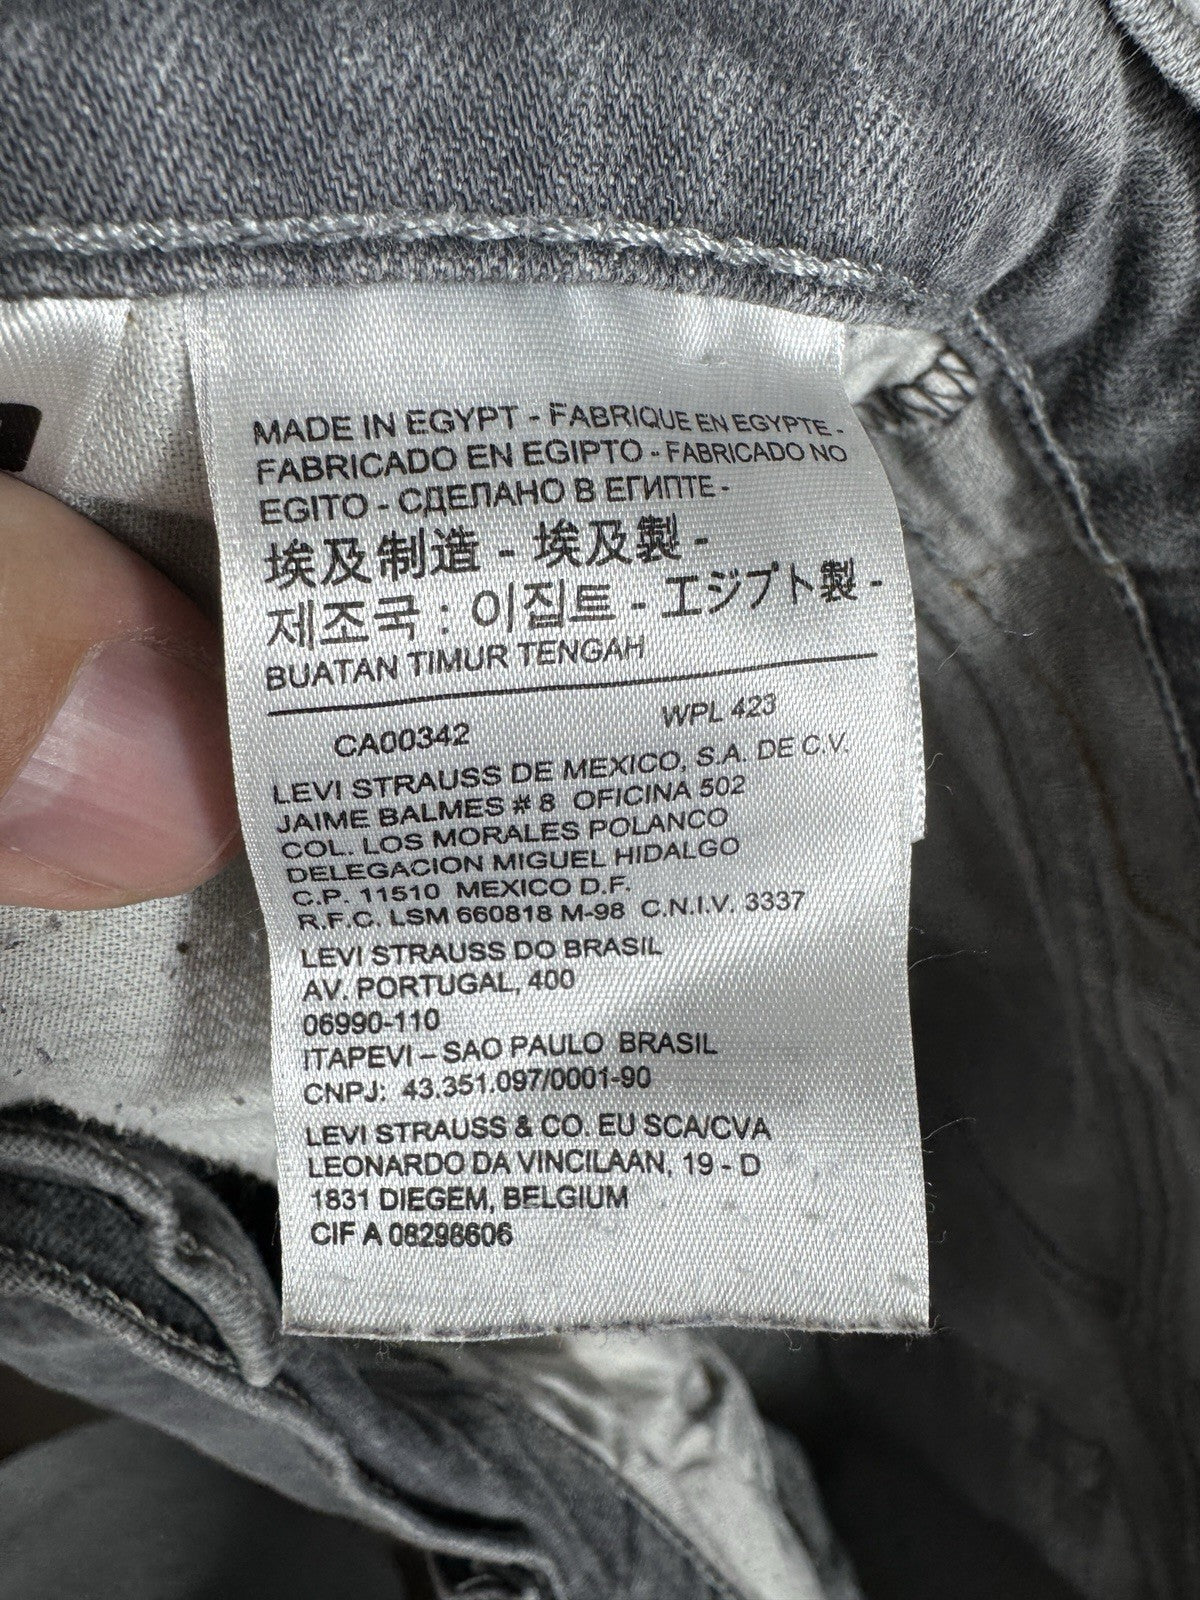 MADE IN EGYPT - FABRIQUE EN EGYPTE -
FABRICADO EN EGIPTO - FABRICADO NO
EGITO - СДЕЛАНО В ЕГИПТЕ -
埃及制造 - 埃及製 -
제조국 : 이집트 - エジプト製 -
BUATAN TIMUR TENGAH
CA00342 WPL 423
LEVI STRAUSS DE MEXICO, S.A. DE C.V.
JAIME BALMES # 8 OFICINA 502
COL. LOS MORALES POLANCO
DELEGACION MIGUEL HIDALGO
C.P. 11510 MEXICO D.F.
R.F.C. LSM 660818 M-98 C.N.I.V. 3337
LEVI STRAUSS DO BRASIL
AV. PORTUGAL, 400
06990-110
ITAPEVI – SAO PAULO BRASIL
CNPJ: 43.351.097/0001-90
LEVI STRAUSS & CO. EU SCA/CVA
LEONARDO DA VINCILAAN, 19 - D
1831 DIEGEM, BELGIUM
CIF A 08298606